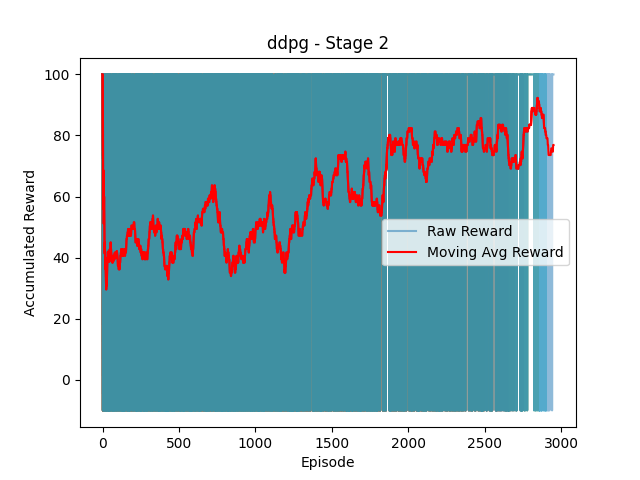 ddpg - Stage 2
Accumulated Reward
100
80
60
40
20
0
Raw Reward
Moving Avg Reward
0
500
1000
1500
2000
2500
3000
Episode